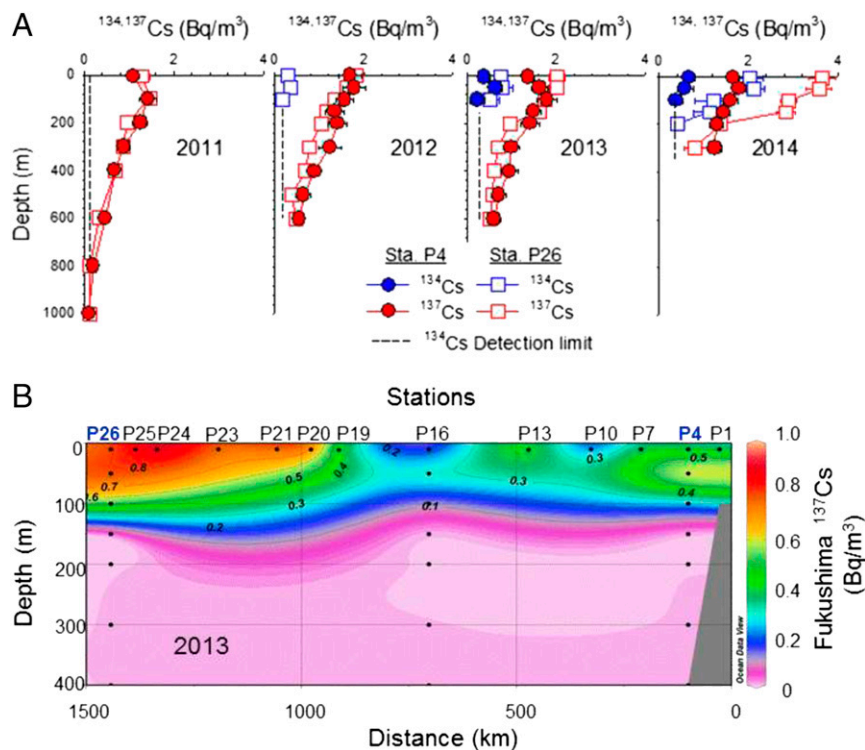 A
134,137Cs (Bq/m3) 134,137Cs (Bq/m3) 134,137Cs (Bq/m3) 134, 137Cs (Bq/m3)
0 2 4 0 2 4 0 2 4 0 2 4
0
200
400
600
800
1000
Depth (m)
2011 2012 2013 2014
Sta. P4 Sta. P26
134Cs 134Cs
137Cs 137Cs
134Cs Detection limit
B
Stations
P26 P25 P24 P23 P21 P20 P19 P16 P13 P10 P7 P4 P1
0
100
200
300
400
Depth (m)
0.8 0.7 0.6 0.5 0.4 0.3 0.2 0.2 0.1 0.3 0.3 0.5 0.4
2013
1500 1000 500 0
Distance (km)
Ocean Data View
1.0
0.8
0.6
0.4
0.2
0
Fukushima 137Cs
(Bq/m3)